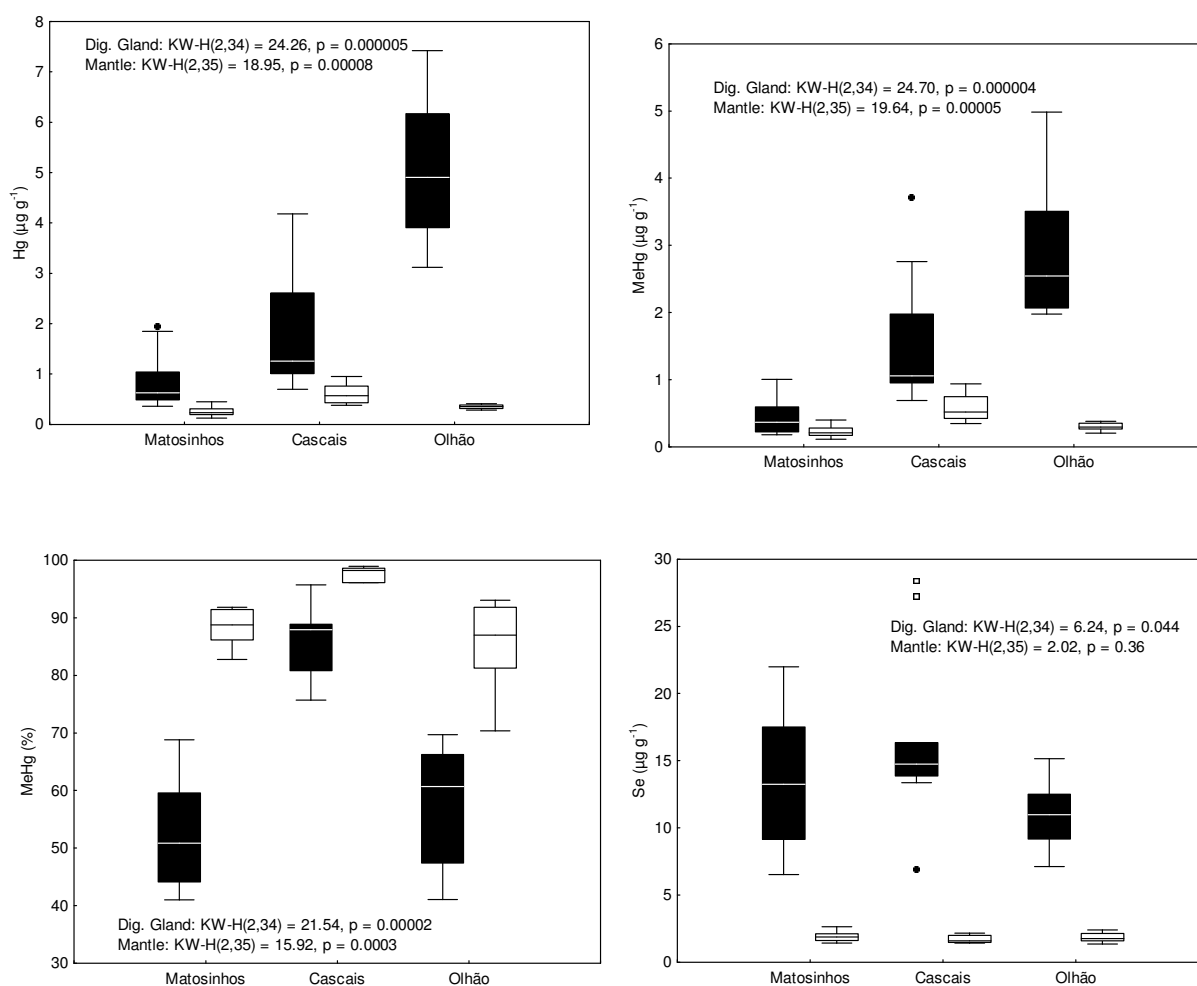 8
7
6
5
4
3
2
1
0
Hg (µg g-1)
Dig. Gland: KW-H(2,34) = 24.26, p = 0.000005
Mantle: KW-H(2,35) = 18.95, p = 0.00008
Matosinhos Cascais Olhão
6
5
4
3
2
1
0
MeHg (µg g-1)
Dig. Gland: KW-H(2,34) = 24.70, p = 0.000004
Mantle: KW-H(2,35) = 19.64, p = 0.00005
Matosinhos Cascais Olhão
100
90
80
70
60
50
40
30
MeHg (%)
Dig. Gland: KW-H(2,34) = 21.54, p = 0.00002
Mantle: KW-H(2,35) = 15.92, p = 0.0003
Matosinhos Cascais Olhão
30
25
20
15
10
5
0
Se (µg g-1)
Dig. Gland: KW-H(2,34) = 6.24, p = 0.044
Mantle: KW-H(2,35) = 2.02, p = 0.36
Matosinhos Cascais Olhão